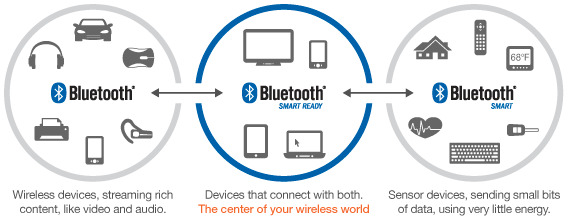 68°F
Bluetooth®
Bluetooth®
SMART READY
Bluetooth®
SMART
Wireless devices, streaming rich
content, like video and audio.
Devices that connect with both.
The center of your wireless world
Sensor devices, sending small bits
of data, using very little energy.